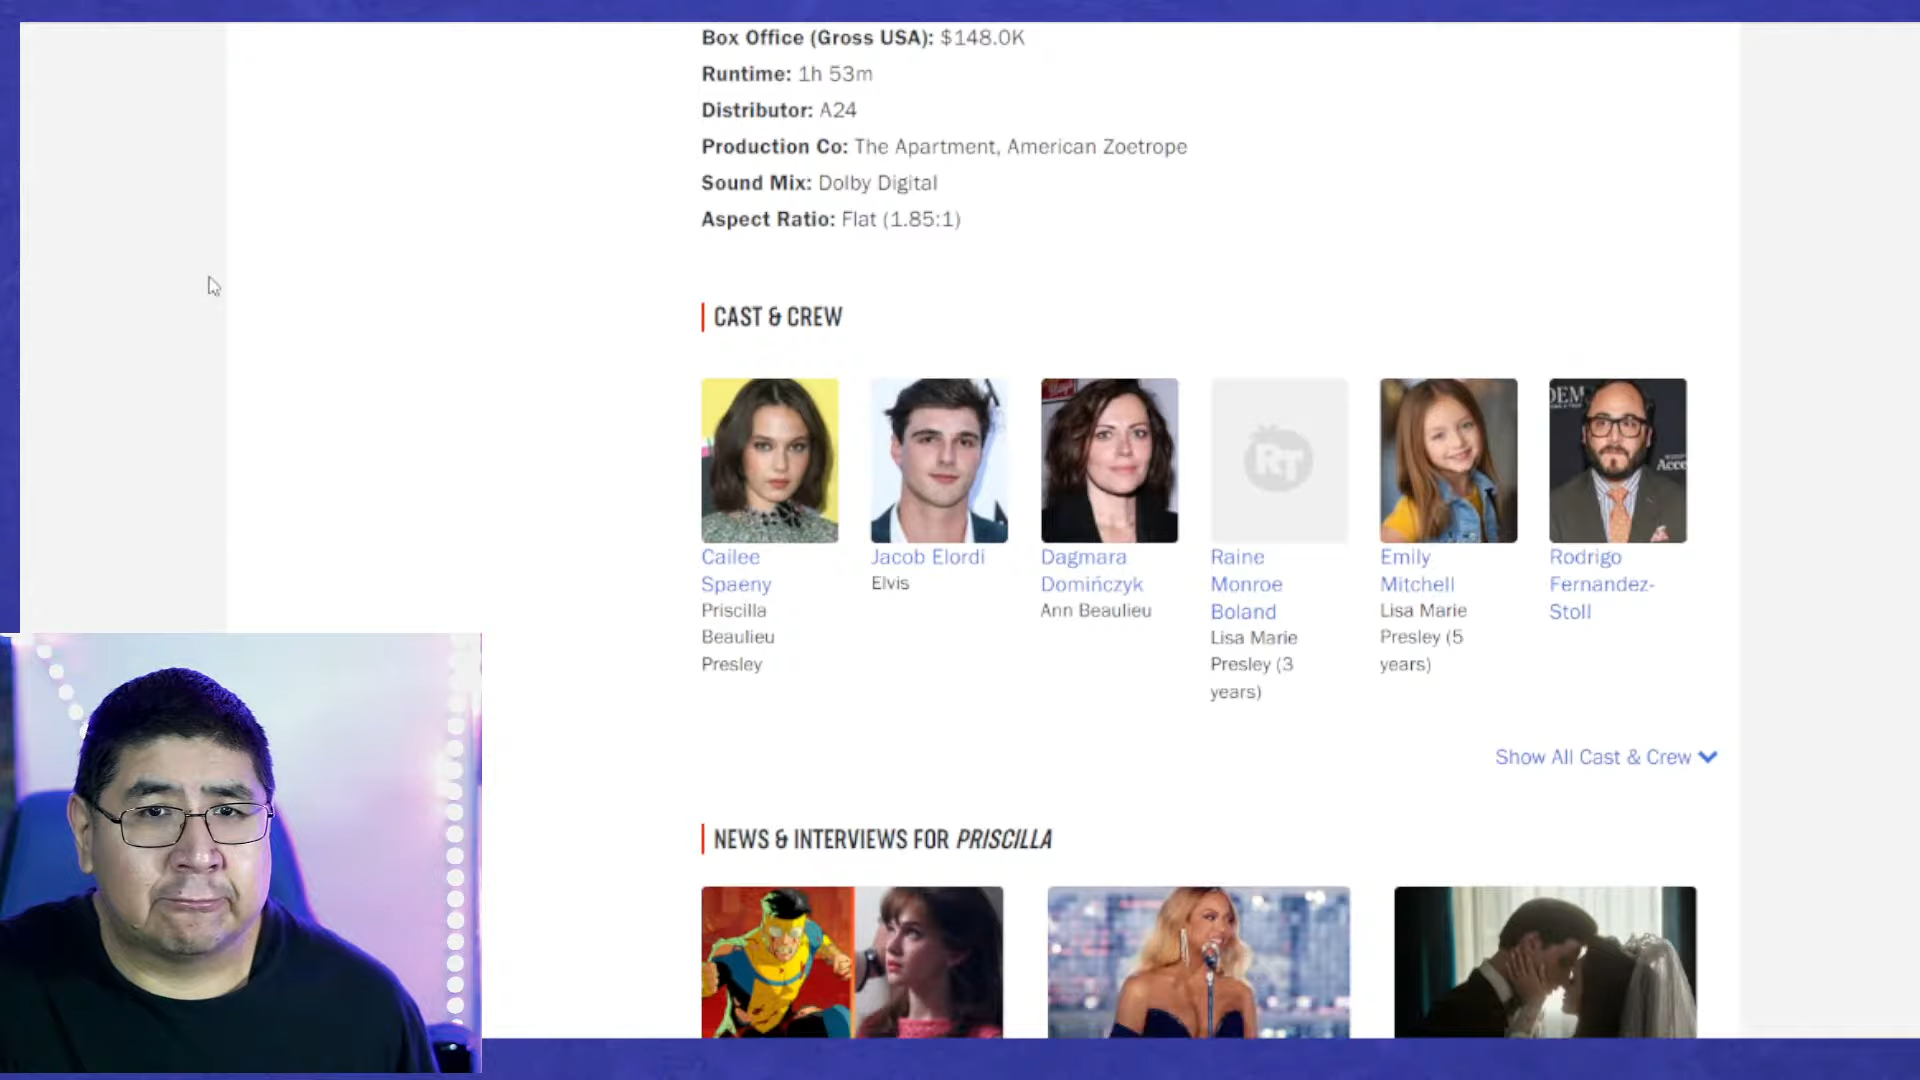 Box Office (Gross USA): $148.0K
Runtime: 1h 53m
Distributor: A24
Production Co: The Apartment, American Zoetrope
Sound Mix: Dolby Digital
Aspect Ratio: Flat (1.85:1)
CAST & CREW
RT
DEM
Acce
Cailee
Spaeny
Priscilla
Beaulieu
Presley
Jacob Elordi
Elvis
Dagmara
Domińczyk
Ann Beaulieu
Raine
Monroe
Boland
Lisa Marie
Presley (3
years)
Emily
Mitchell
Lisa Marie
Presley (5
years)
Rodrigo
Fernandez-
Stoll
Show All Cast & Crew
NEWS & INTERVIEWS FOR PRISCILLA